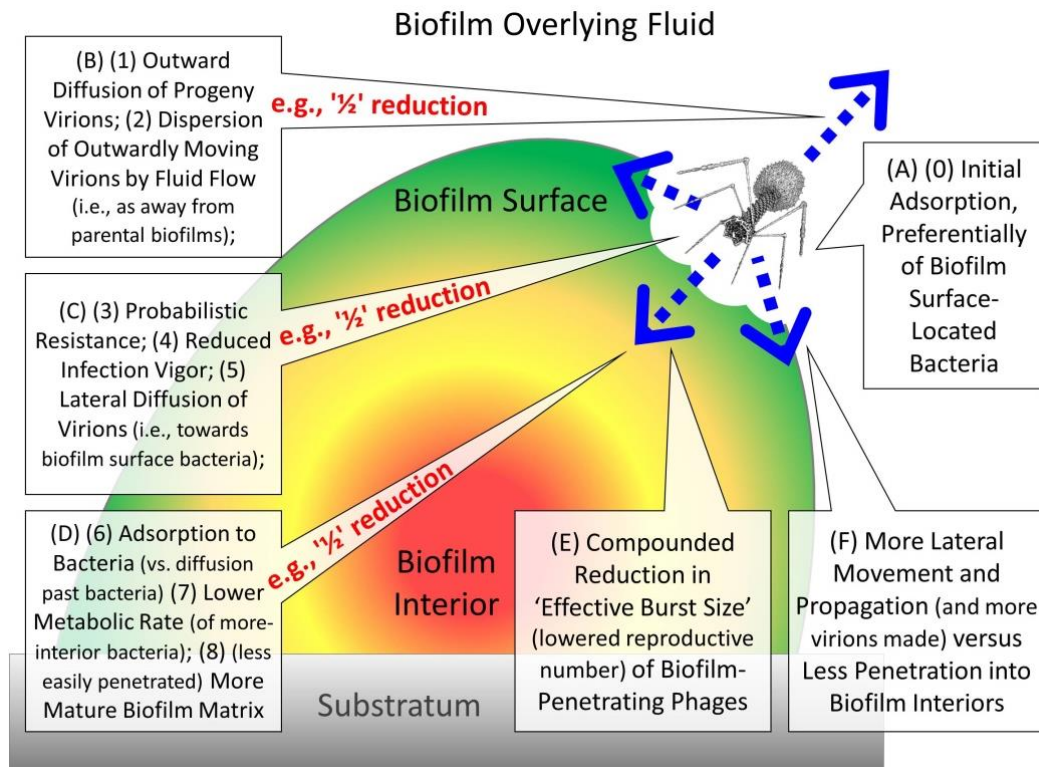 Biofilm Overlying Fluid
(B) (1) Outward
Diffusion of Progeny
Virions; (2) Dispersion
of Outwardly Moving
Virions by Fluid Flow
(i.e., as away from
parental biofilms);
e.g., '½' reduction
(A) (0) Initial
Adsorption,
Preferentially
of Biofilm
Surface-
Located
Bacteria
Biofilm Surface
(C) (3) Probabilistic
Resistance; (4) Reduced
Infection Vigor; (5)
Lateral Diffusion of
Virions (i.e., towards
biofilm surface bacteria);
e.g., '½' reduction
(D) (6) Adsorption to
Bacteria (vs. diffusion
past bacteria) (7) Lower
Metabolic Rate (of more-
interior bacteria); (8) (less
easily penetrated) More
Mature Biofilm Matrix
e.g., '½' reduction
Biofilm
Interior
(E) Compounded
Reduction in
‘Effective Burst Size’
(lowered reproductive
number) of Biofilm-
Penetrating Phages
(F) More Lateral
Movement and
Propagation (and more
virions made) versus
Less Penetration into
Biofilm Interiors
Substratum